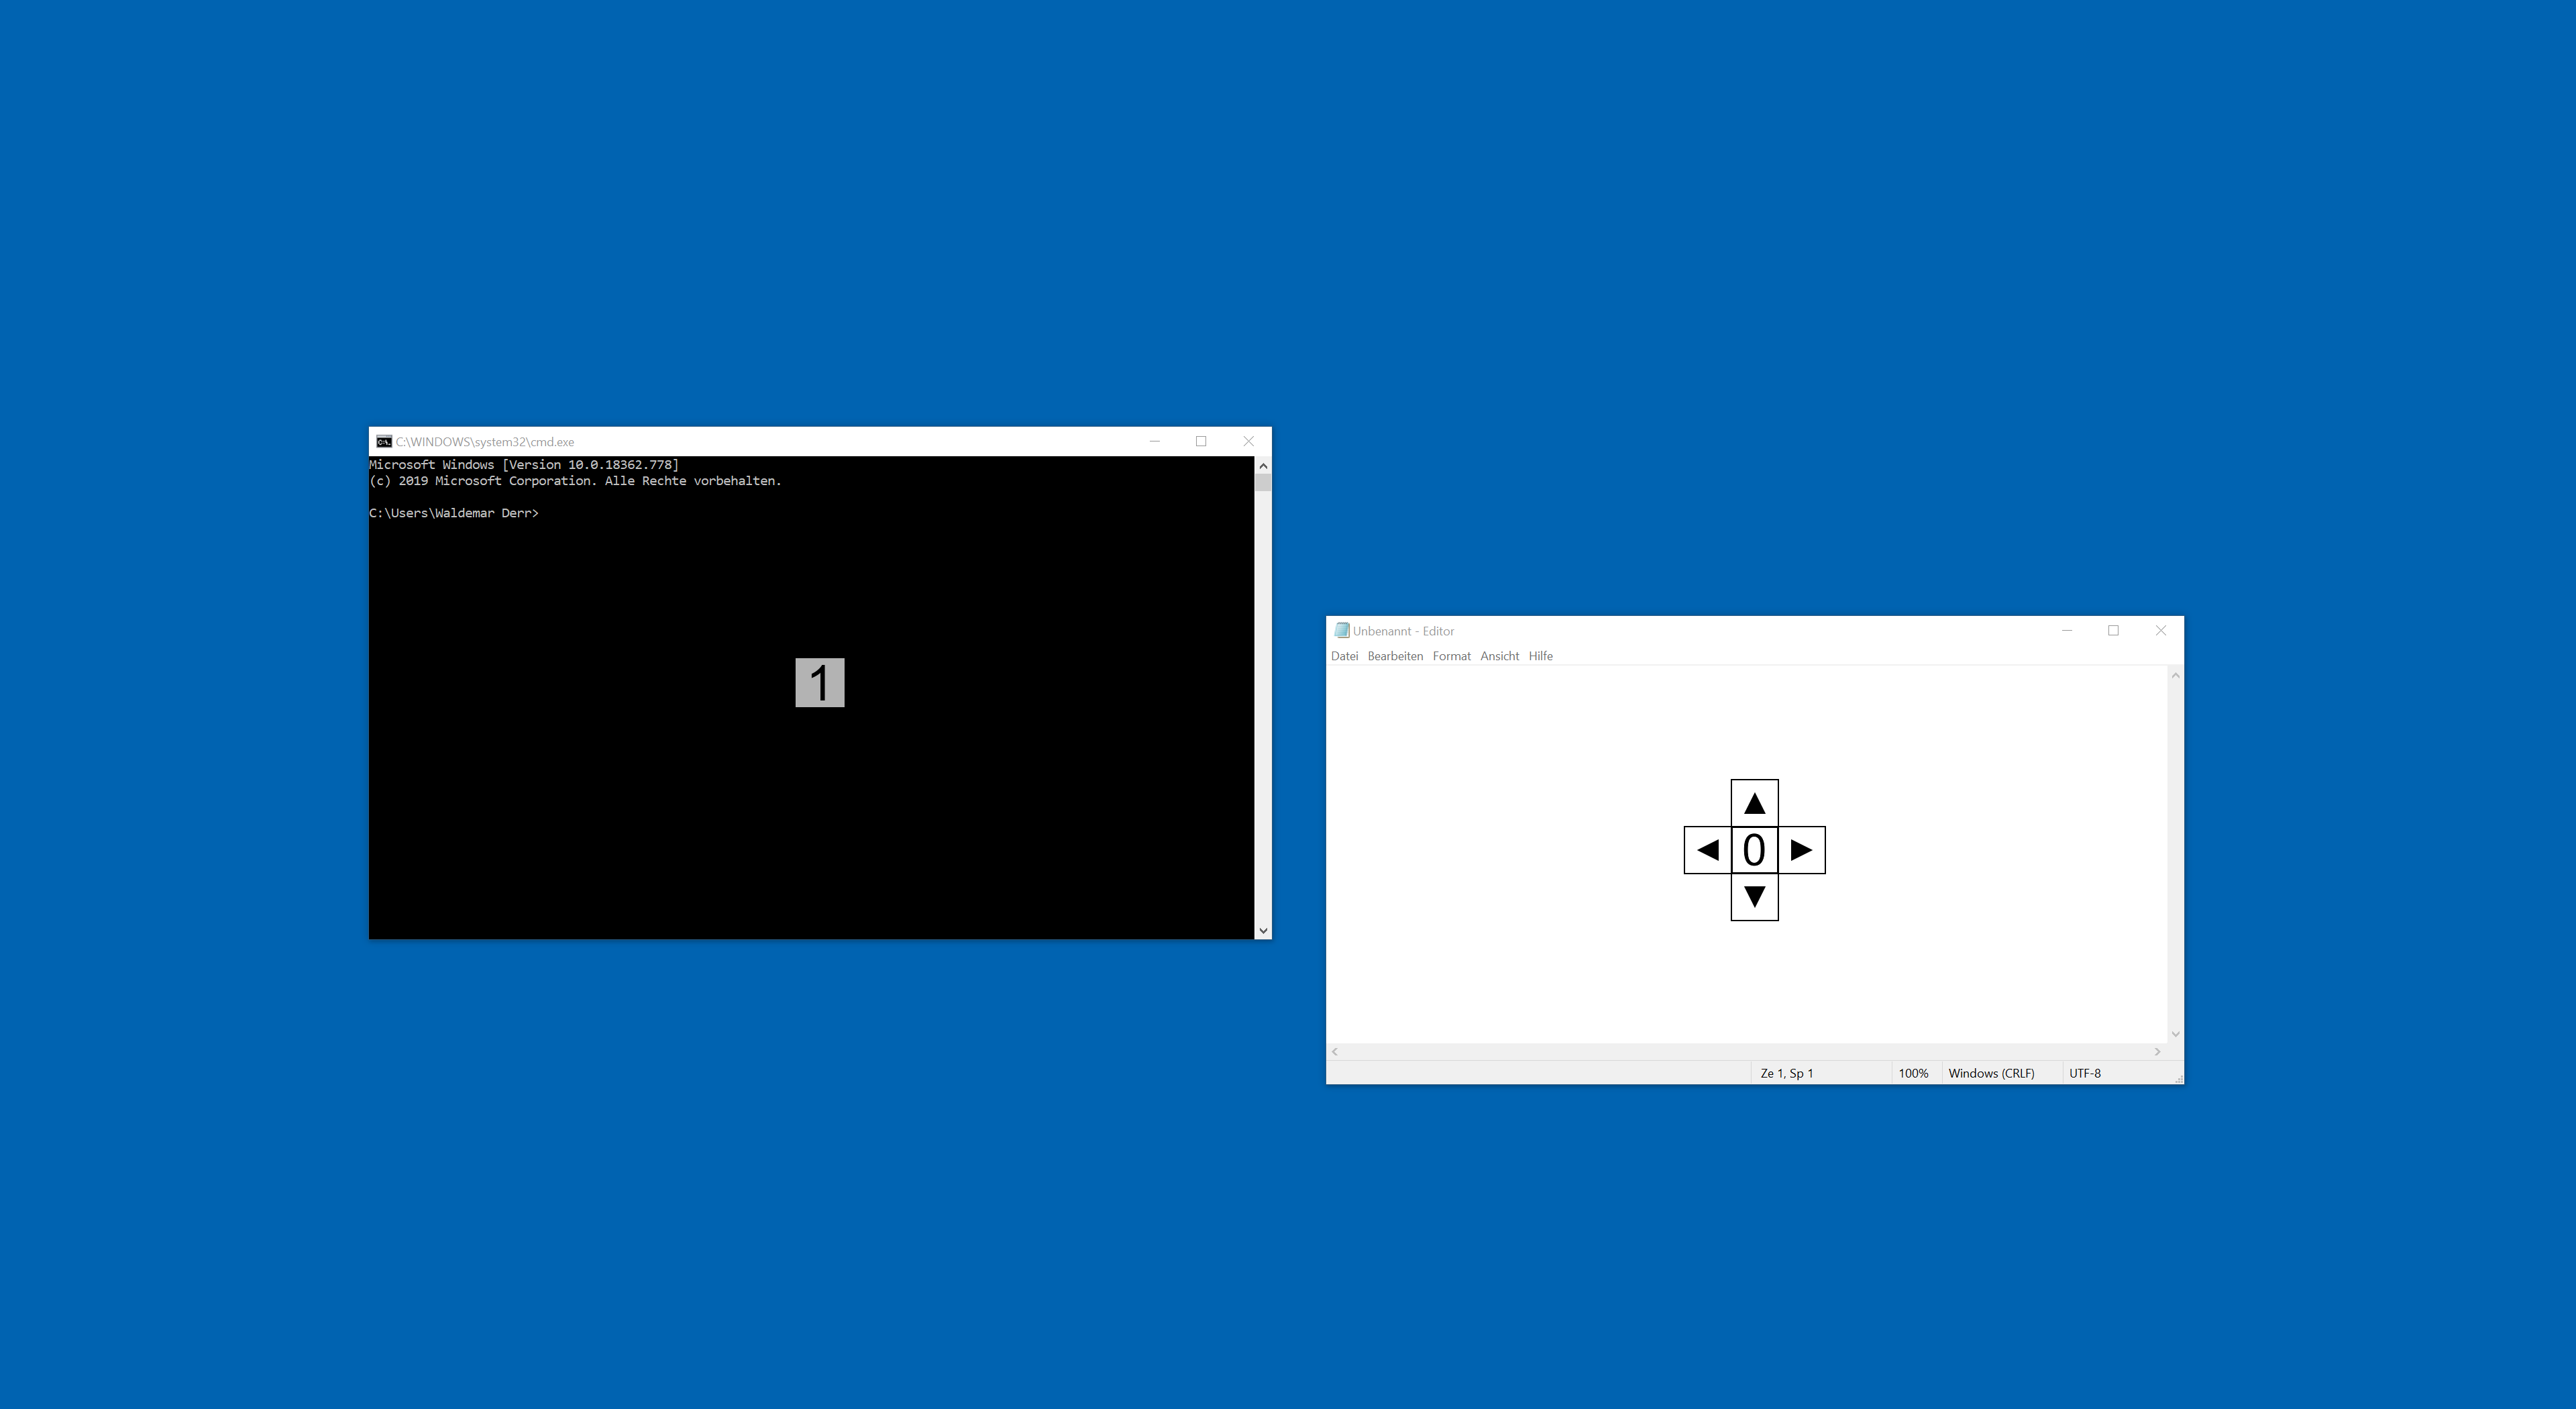 C:\WINDOWS\system32\cmd.exe
Microsoft Windows [Version 10.0.18362.778]
(c) 2019 Microsoft Corporation. Alle Rechte vorbehalten.
C:\Users\Waldemar Derr>
1
Unbenannt - Editor
Datei Bearbeiten Format Ansicht Hilfe
▲
◀ 0 ▶
▼
Ze 1, Sp 1 100% Windows (CRLF) UTF-8